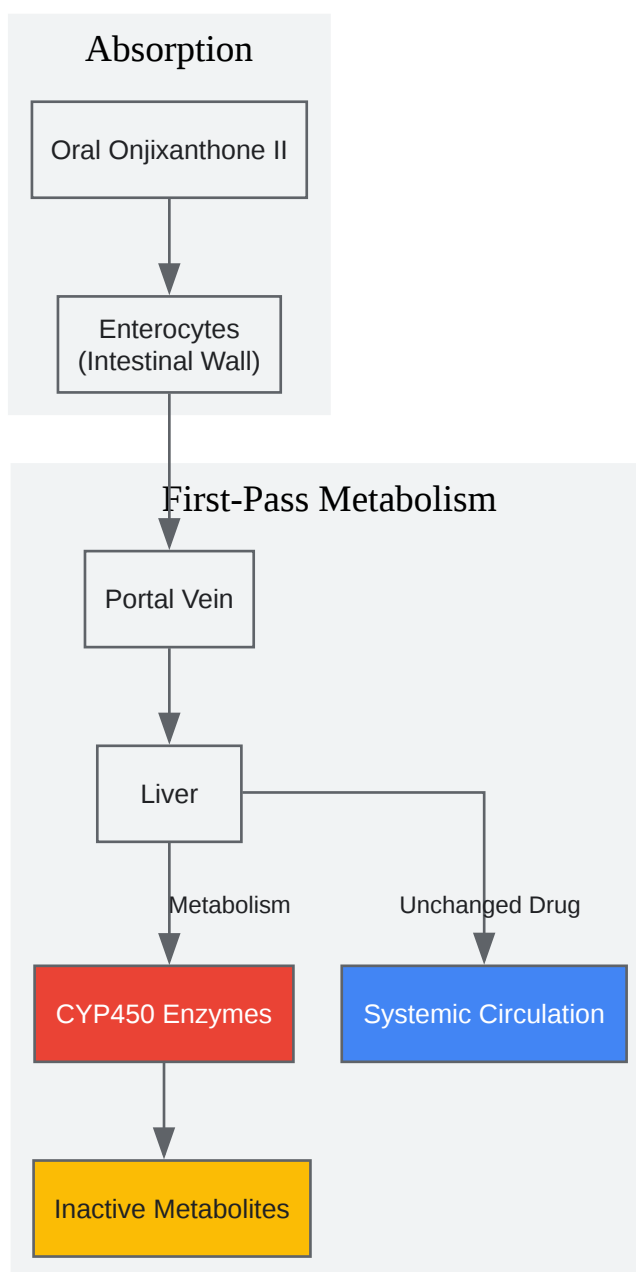 Absorption
Oral Onjixanthone II
Enterocytes
(Intestinal Wall)
First-Pass Metabolism
Portal Vein
Liver
Metabolism
Unchanged Drug
CYP450 Enzymes
Systemic Circulation
Inactive Metabolites